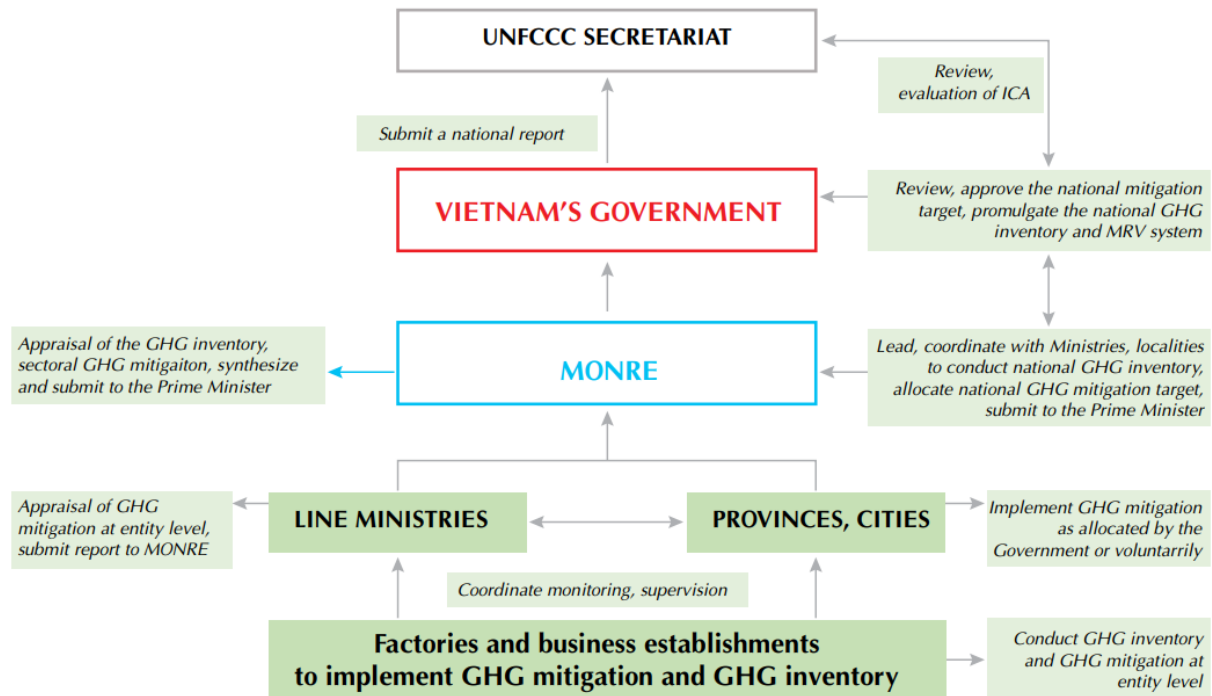 UNFCCC SECRETARIAT
Review,
evaluation of ICA
Submit a national report
VIETNAM’S GOVERNMENT
Review, approve the national mitigation
target, promulgate the national GHG
inventory and MRV system
Appraisal of the GHG inventory,
sectoral GHG mitigaiton, synthesize
and submit to the Prime Minister
MONRE
Lead, coordinate with Ministries, localities
to conduct national GHG inventory,
allocate national GHG mitigation target,
submit to the Prime Minister
Appraisal of GHG
mitigation at entity level,
submit report to MONRE
LINE MINISTRIES
PROVINCES, CITIES
Implement GHG mitigation
as allocated by the
Government or voluntarrily
Coordinate monitoring, supervision
Factories and business establishments
to implement GHG mitigation and GHG inventory
Conduct GHG inventory
and GHG mitigation at
entity level